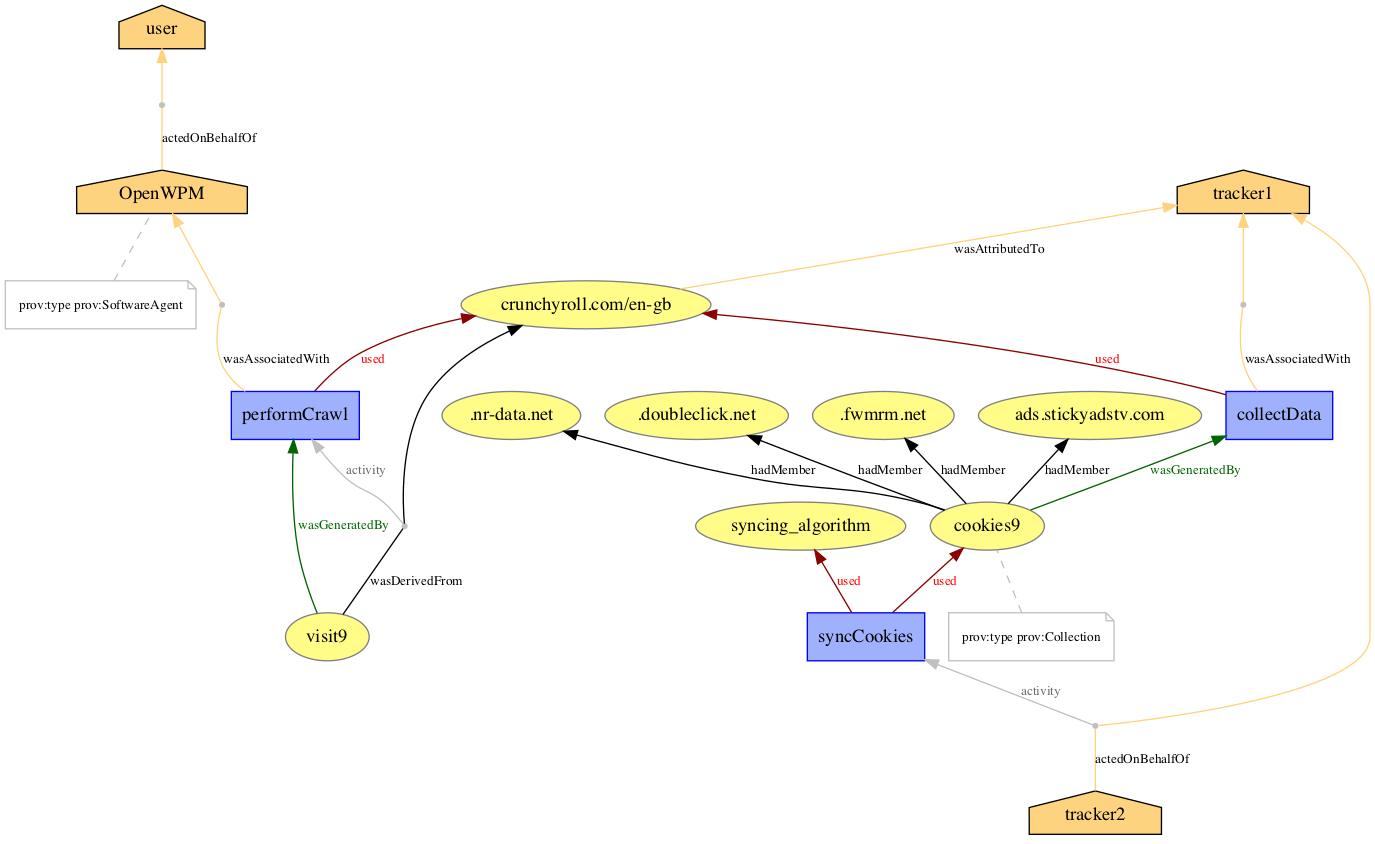 user
actedOnBehalfOf
OpenWPM
tracker1
wasAttributedTo
prov:type prov:SoftwareAgent
crunchyroll.com/en-gb
wasAssociatedWith
used
used
wasAssociatedWith
performCrawl
.nr-data.net
.doubleclick.net
.fwmrm.net
ads.stickyadstv.com
collectData
activity
hadMember
hadMember
hadMember
hadMember
wasGeneratedBy
wasGeneratedBy
syncing_algorithm
cookies9
wasDerivedFrom
used
used
visit9
syncCookies
prov:type prov:Collection
activity
actedOnBehalfOf
tracker2